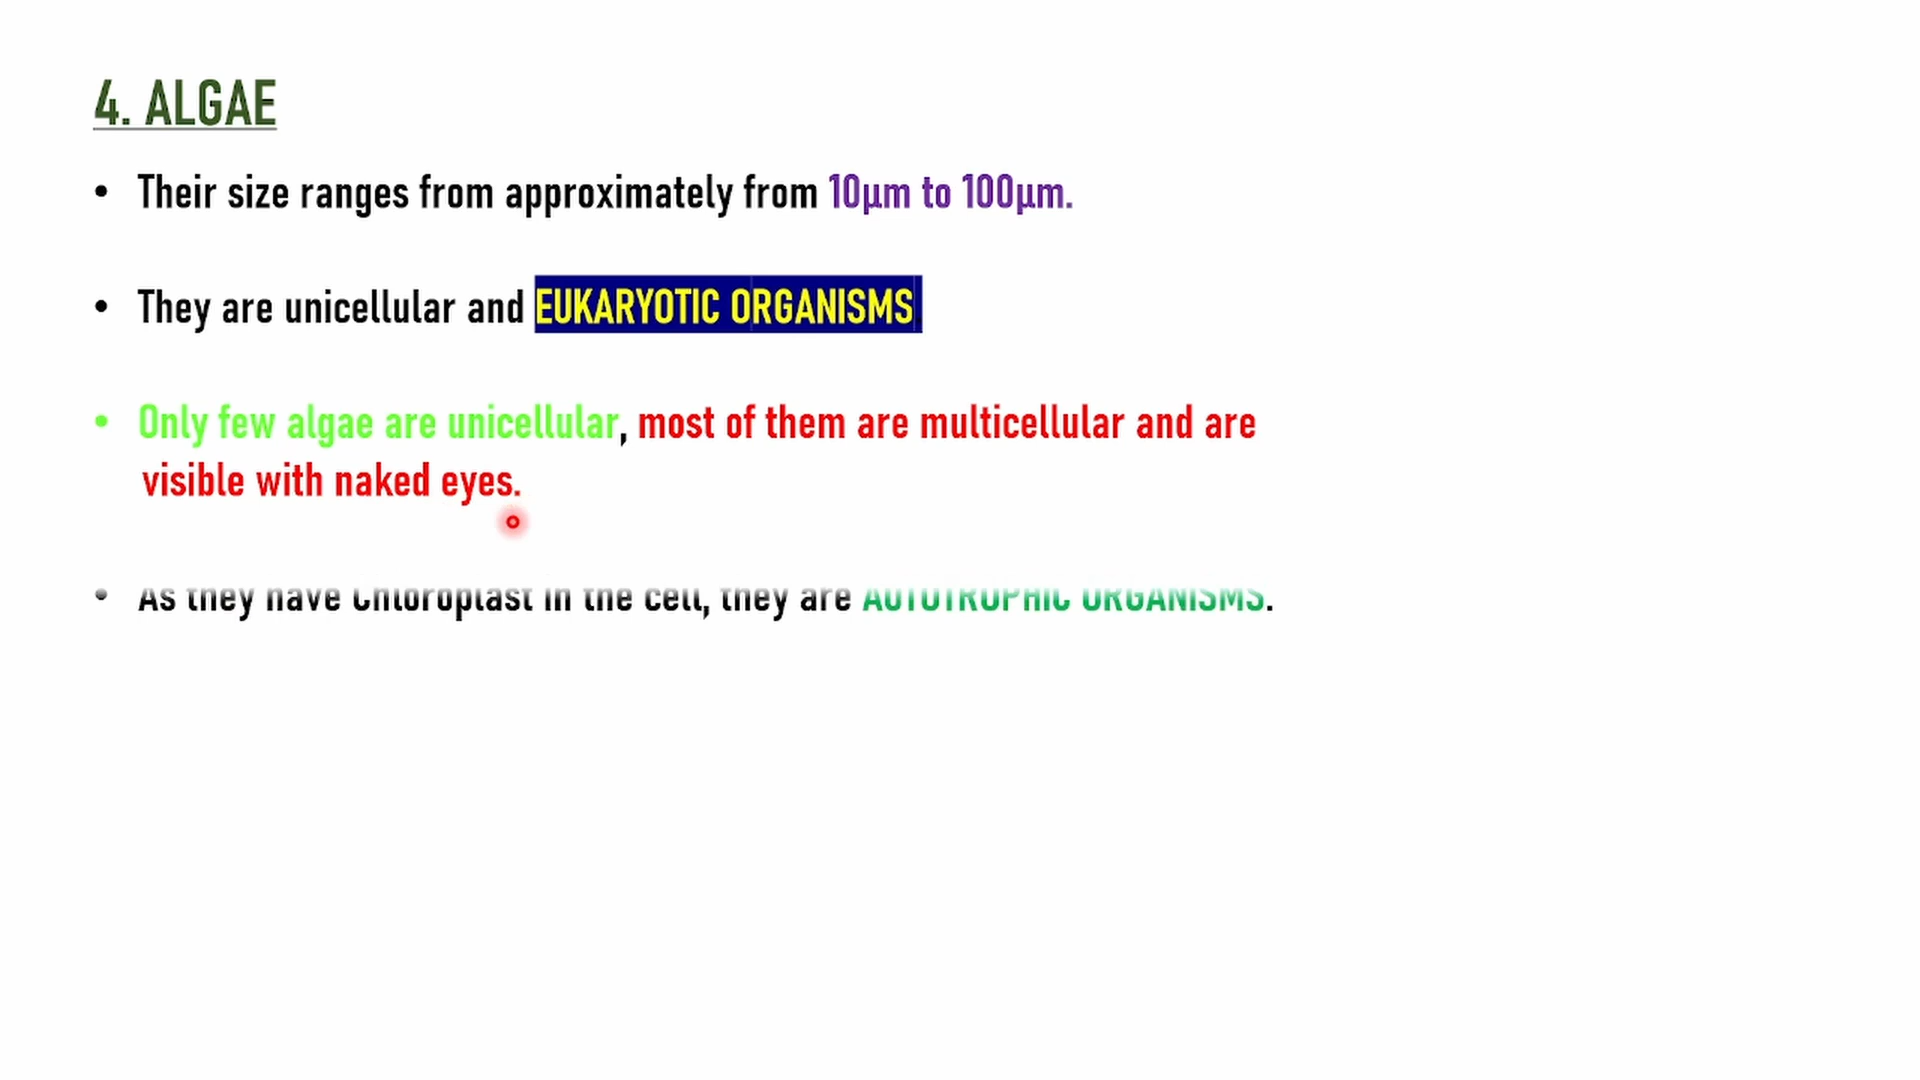 4. ALGAE
• Their size ranges from approximately from 10µm to 100µm.
• They are unicellular and EUKARYOTIC ORGANISMS
• Only few algae are unicellular, most of them are multicellular and are
visible with naked eyes.
• As they have Chloroplast in the cell, they are AUTOTROPHIC ORGANISMS.